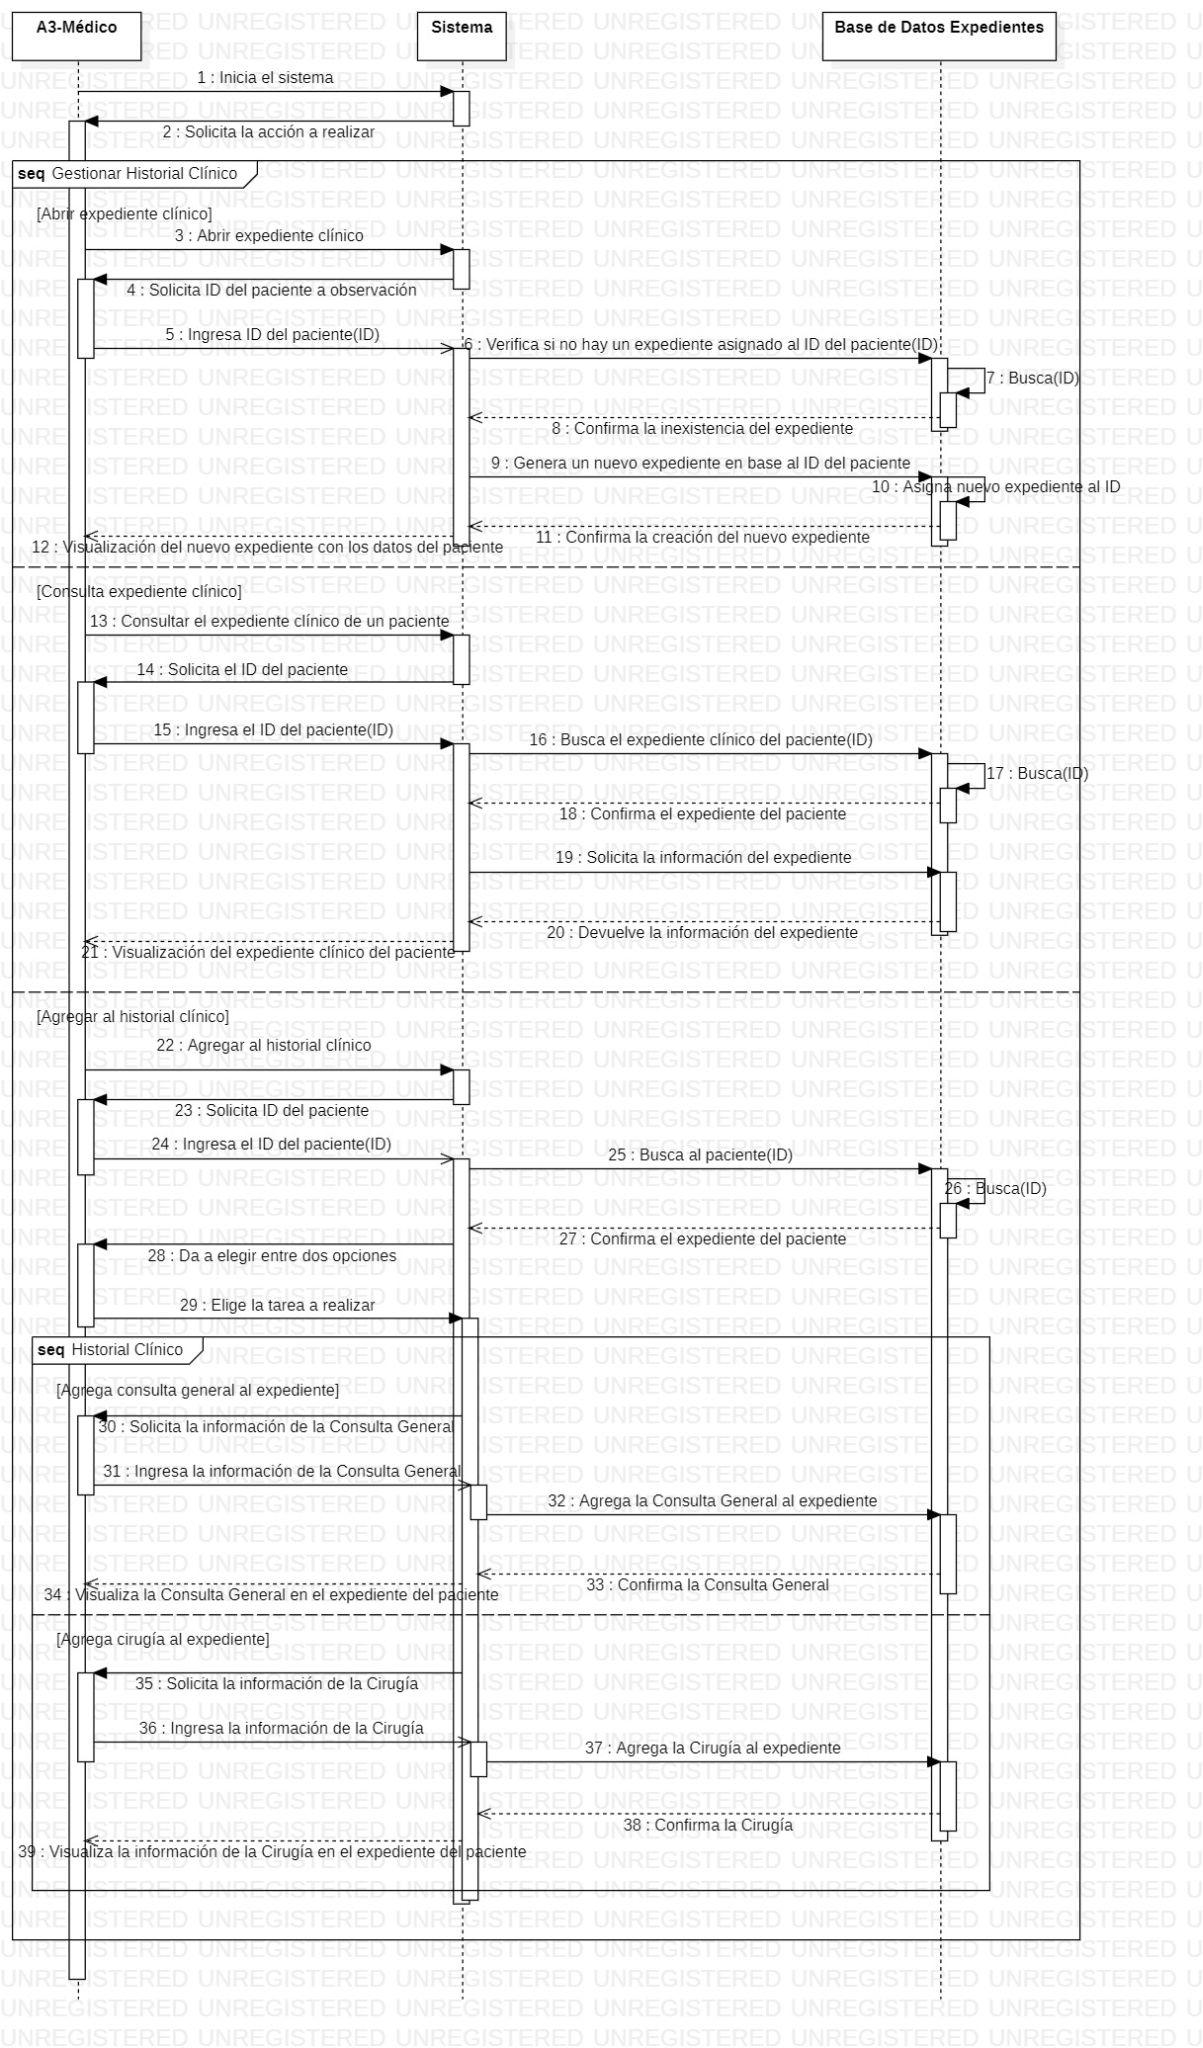 A3-Médico
Sistema
Base de Datos Expedientes
1 : Inicia el sistema
2 : Solicita la acción a realizar
seq Gestionar Historial Clínico
[Abrir expediente clínico]
3 : Abrir expediente clínico
4 : Solicita ID del paciente a observación
5 : Ingresa ID del paciente(ID)
6 : Verifica si no hay un expediente asignado al ID del paciente(ID)
7 : Busca(ID)
8 : Confirma la inexistencia del expediente
9 : Genera un nuevo expediente en base al ID del paciente
10 : Asigna nuevo expediente al ID
11 : Confirma la creación del nuevo expediente
12 : Visualización del nuevo expediente con los datos del paciente
[Consulta expediente clínico]
13 : Consultar el expediente clínico de un paciente
14 : Solicita el ID del paciente
15 : Ingresa el ID del paciente(ID)
16 : Busca el expediente clínico del paciente(ID)
17 : Busca(ID)
18 : Confirma el expediente del paciente
19 : Solicita la información del expediente
20 : Devuelve la información del expediente
21 : Visualización del expediente clínico del paciente
[Agregar al historial clínico]
22 : Agregar al historial clínico
23 : Solicita ID del paciente
24 : Ingresa el ID del paciente(ID)
25 : Busca al paciente(ID)
26 : Busca(ID)
27 : Confirma el expediente del paciente
28 : Da a elegir entre dos opciones
29 : Elige la tarea a realizar
seq Historial Clínico
[Agrega consulta general al expediente]
30 : Solicita la información de la Consulta General
31 : Ingresa la información de la Consulta General
32 : Agrega la Consulta General al expediente
33 : Confirma la Consulta General
34 : Visualiza la Consulta General en el expediente del paciente
[Agrega cirugía al expediente]
35 : Solicita la información de la Cirugía
36 : Ingresa la información de la Cirugía
37 : Agrega la Cirugía al expediente
38 : Confirma la Cirugía
39 : Visualiza la información de la Cirugía en el expediente del paciente
UNREGISTERED UNREGISTERED UNREGISTERED UNREGISTERED UNREGISTERED UNREGISTERED